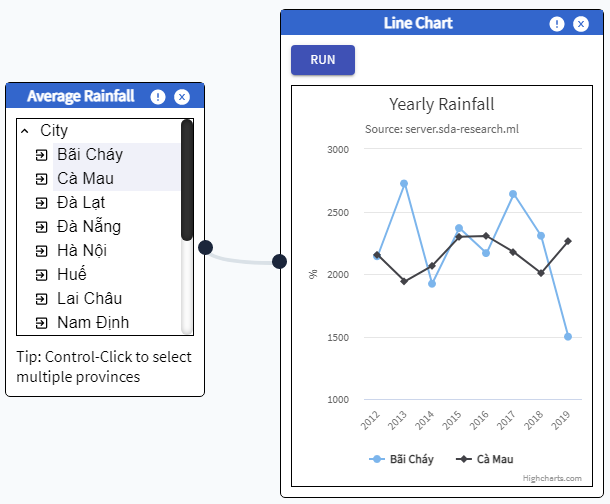 Average Rainfall
City
Bãi Cháy
Cà Mau
Đà Lạt
Đà Nẵng
Hà Nội
Huế
Lai Châu
Nam Định
Tip: Control-Click to select
multiple provinces
Line Chart
RUN
Yearly Rainfall
Source: server.sda-research.ml
%
3000
2500
2000
1500
1000
2012
2013
2014
2015
2016
2017
2018
2019
Bãi Cháy
Cà Mau
Highcharts.com